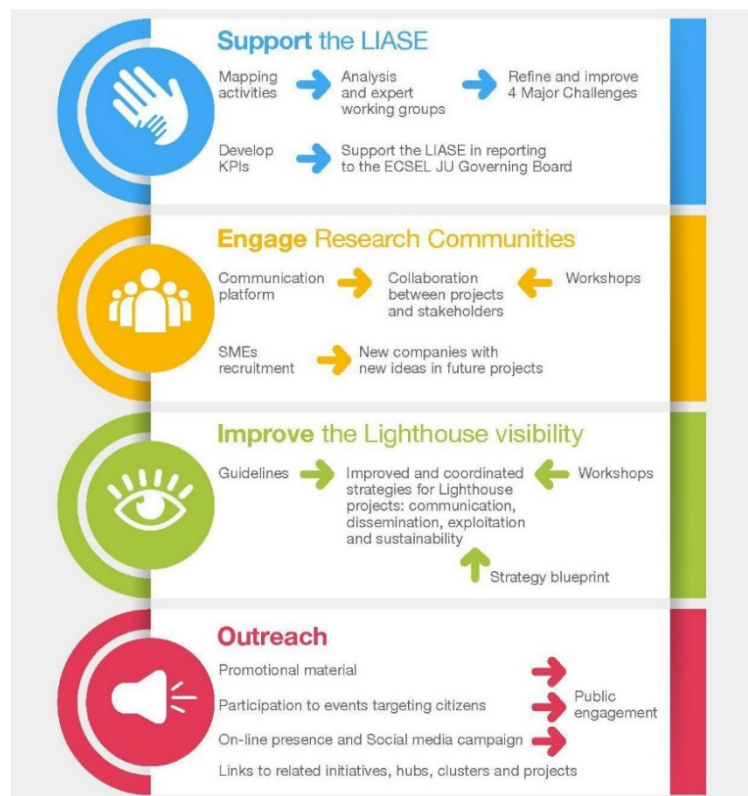 Support the LIASE
Mapping activities
Analysis and expert working groups
Refine and improve 4 Major Challenges
Develop KPIs
Support the LIASE in reporting to the ECSEL JU Governing Board
Engage Research Communities
Communication platform
Collaboration between projects and stakeholders
Workshops
SMEs recruitment
New companies with new ideas in future projects
Improve the Lighthouse visibility
Guidelines
Improved and coordinated strategies for Lighthouse projects: communication, dissemination, exploitation and sustainability
Workshops
Strategy blueprint
Outreach
Promotional material
Participation to events targeting citizens
Public engagement
On-line presence and Social media campaign
Links to related initiatives, hubs, clusters and projects